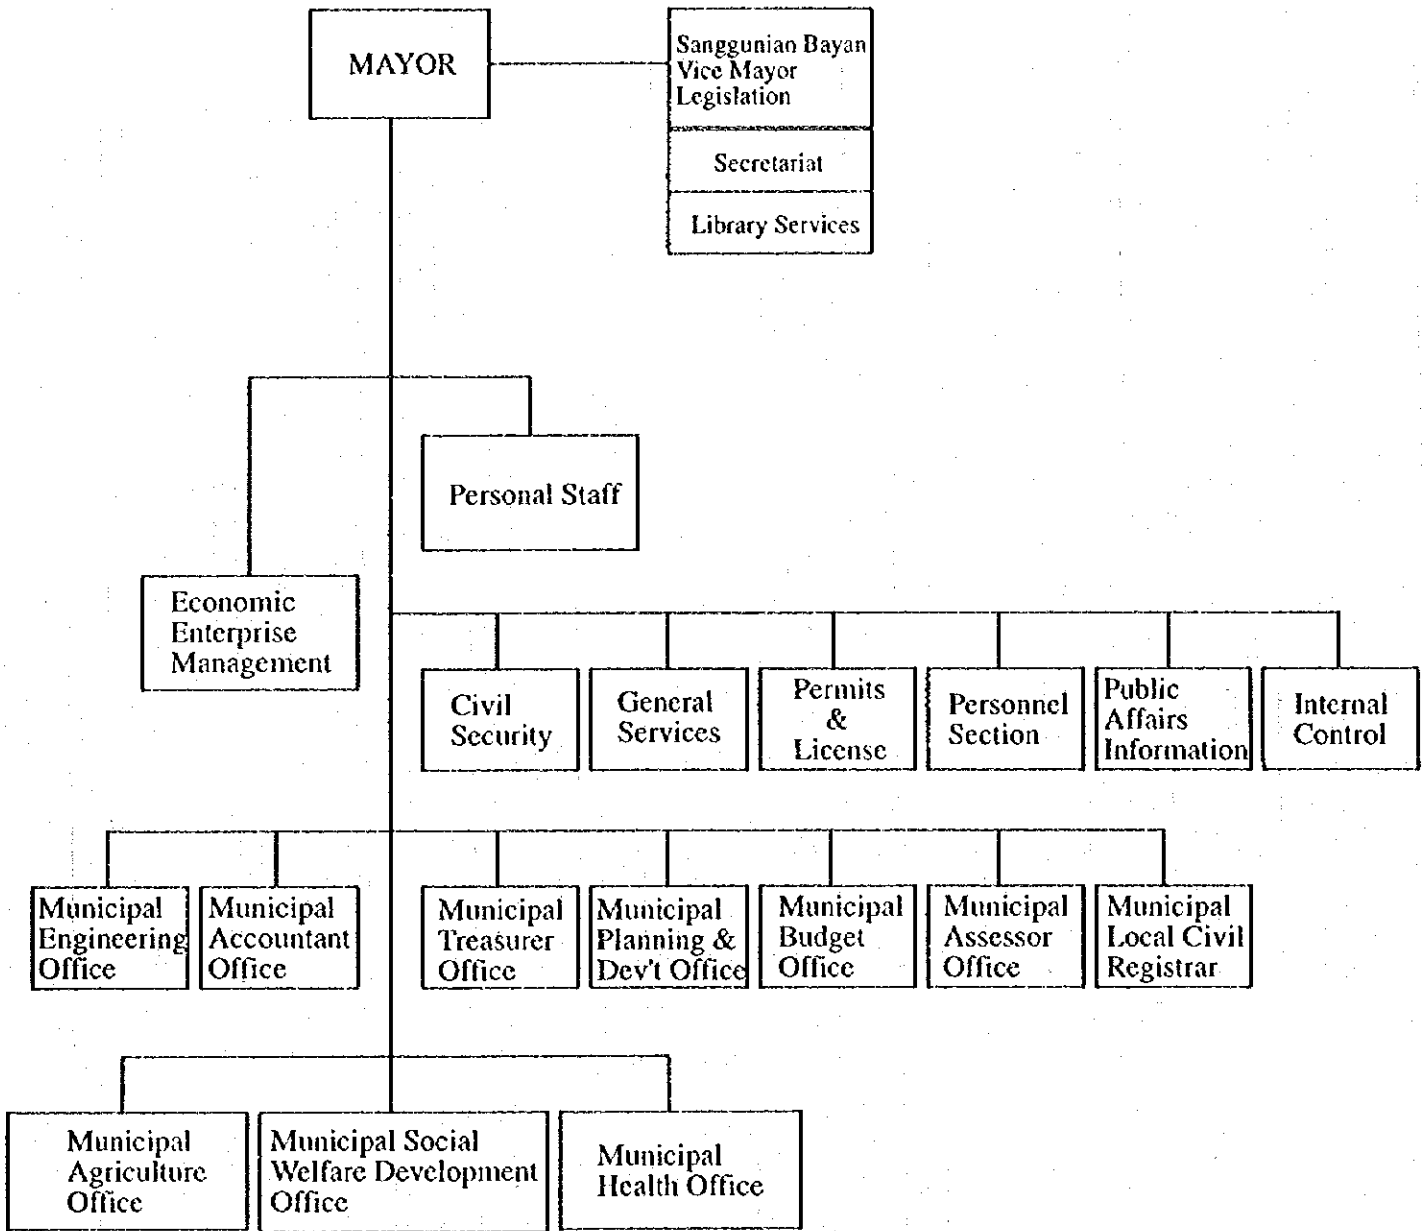 MAYOR
Sanggunian Bayan
Vice Mayor
Legislation
Secretariat
Library Services
Personal Staff
Economic
Enterprise
Management
Civil
Security
General
Services
Permits
&
License
Personnel
Section
Public
Affairs
Information
Internal
Control
Municipal
Engineering
Office
Municipal
Accountant
Office
Municipal
Treasurer
Office
Municipal
Planning &
Dev't Office
Municipal
Budget
Office
Municipal
Assessor
Office
Municipal
Local Civil
Registrar
Municipal
Agriculture
Office
Municipal Social
Welfare Development
Office
Municipal
Health Office